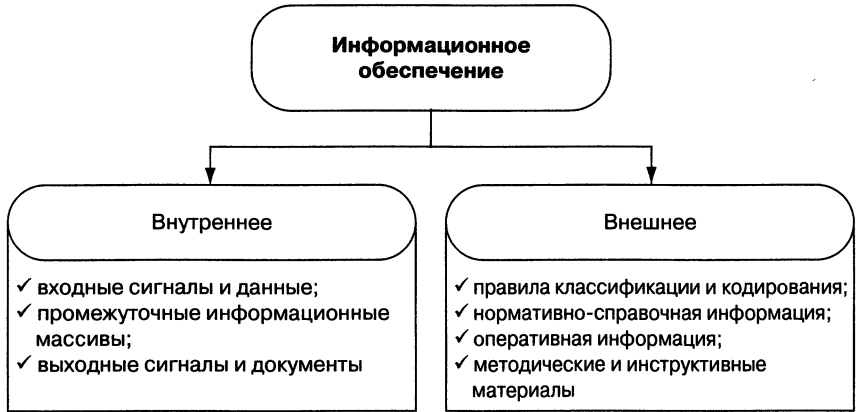 Информационное
обеспечение
Внутреннее
✓ входные сигналы и данные;
✓ промежуточные информационные
массивы;
✓ выходные сигналы и документы
Внешнее
✓ правила классификации и кодирования;
✓ нормативно-справочная информация;
✓ оперативная информация;
✓ методические и инструктивные
материалы